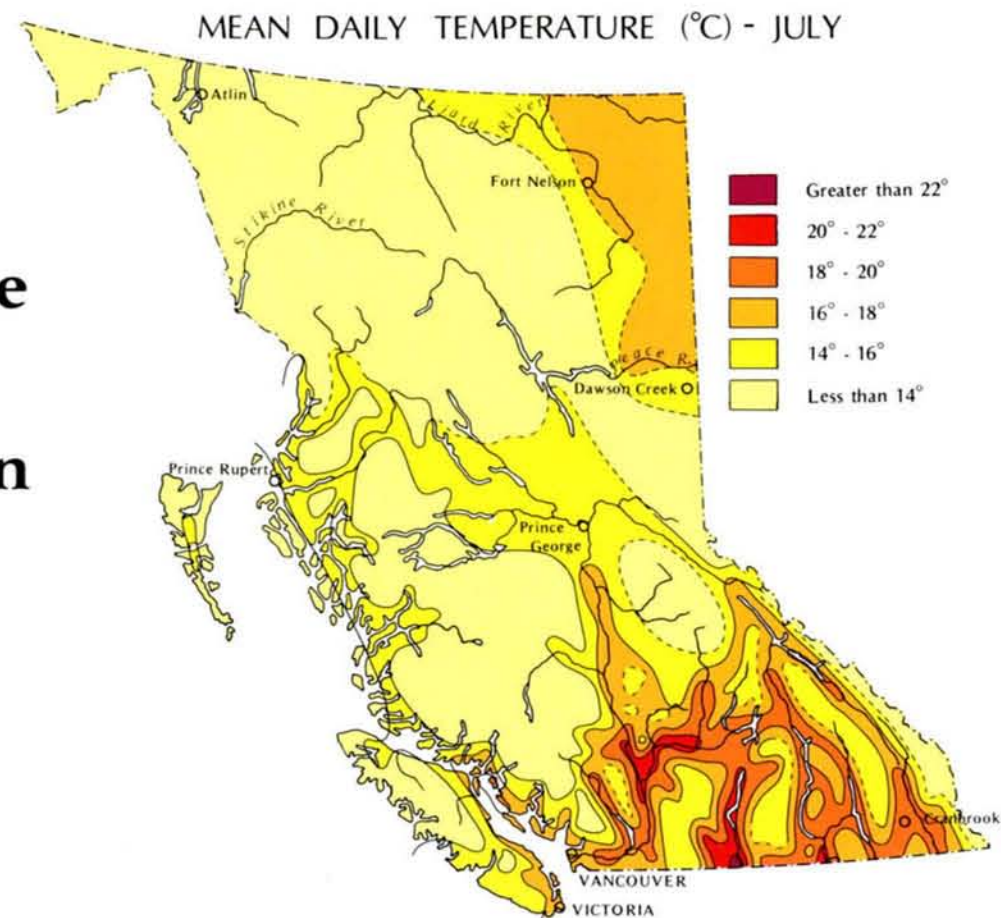 MEAN DAILY TEMPERATURE (°C) - JULY
Atlin
Liard River
Fort Nelson
Stikine River
Greater than 22°
20° - 22°
18° - 20°
16° - 18°
14° - 16°
Less than 14°
e
n
eace R.
Dawson Creek
Prince Rupert
Prince
George
Cranbrook
VANCOUVER
VICTORIA